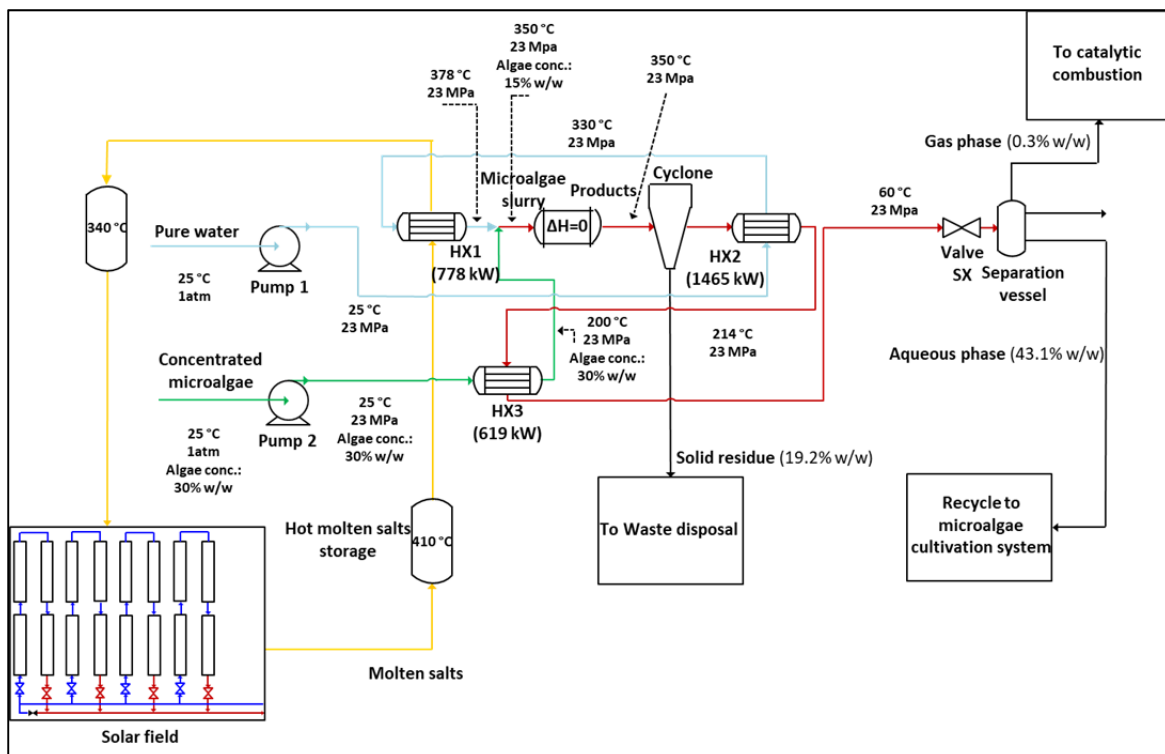 350 °C
23 Mpa
Algae conc.:
15% w/w
378 °C
23 MPa
350 °C
23 MPa
To catalytic
combustion
330 °C
23 Mpa
Gas phase (0.3% w/w)
Microalgae
slurry
Products
Cyclone
60 °C
23 Mpa
340 °C
Pure water
ΔH=0
HX1
(778 kW)
HX2
(1465 kW)
Valve
SX
Separation
vessel
25 °C
1atm
Pump 1
25 °C
23 MPa
200 °C
23 MPa
Algae conc.:
30% w/w
214 °C
23 MPa
Aqueous phase (43.1% w/w)
Concentrated
microalgae
Pump 2
25 °C
23 MPa
Algae conc.:
30% w/w
HX3
(619 kW)
25 °C
1atm
Algae conc.:
30% w/w
Solid residue (19.2% w/w)
Hot molten salts
storage
410 °C
To Waste disposal
Recycle to
microalgae
cultivation system
Molten salts
Solar field